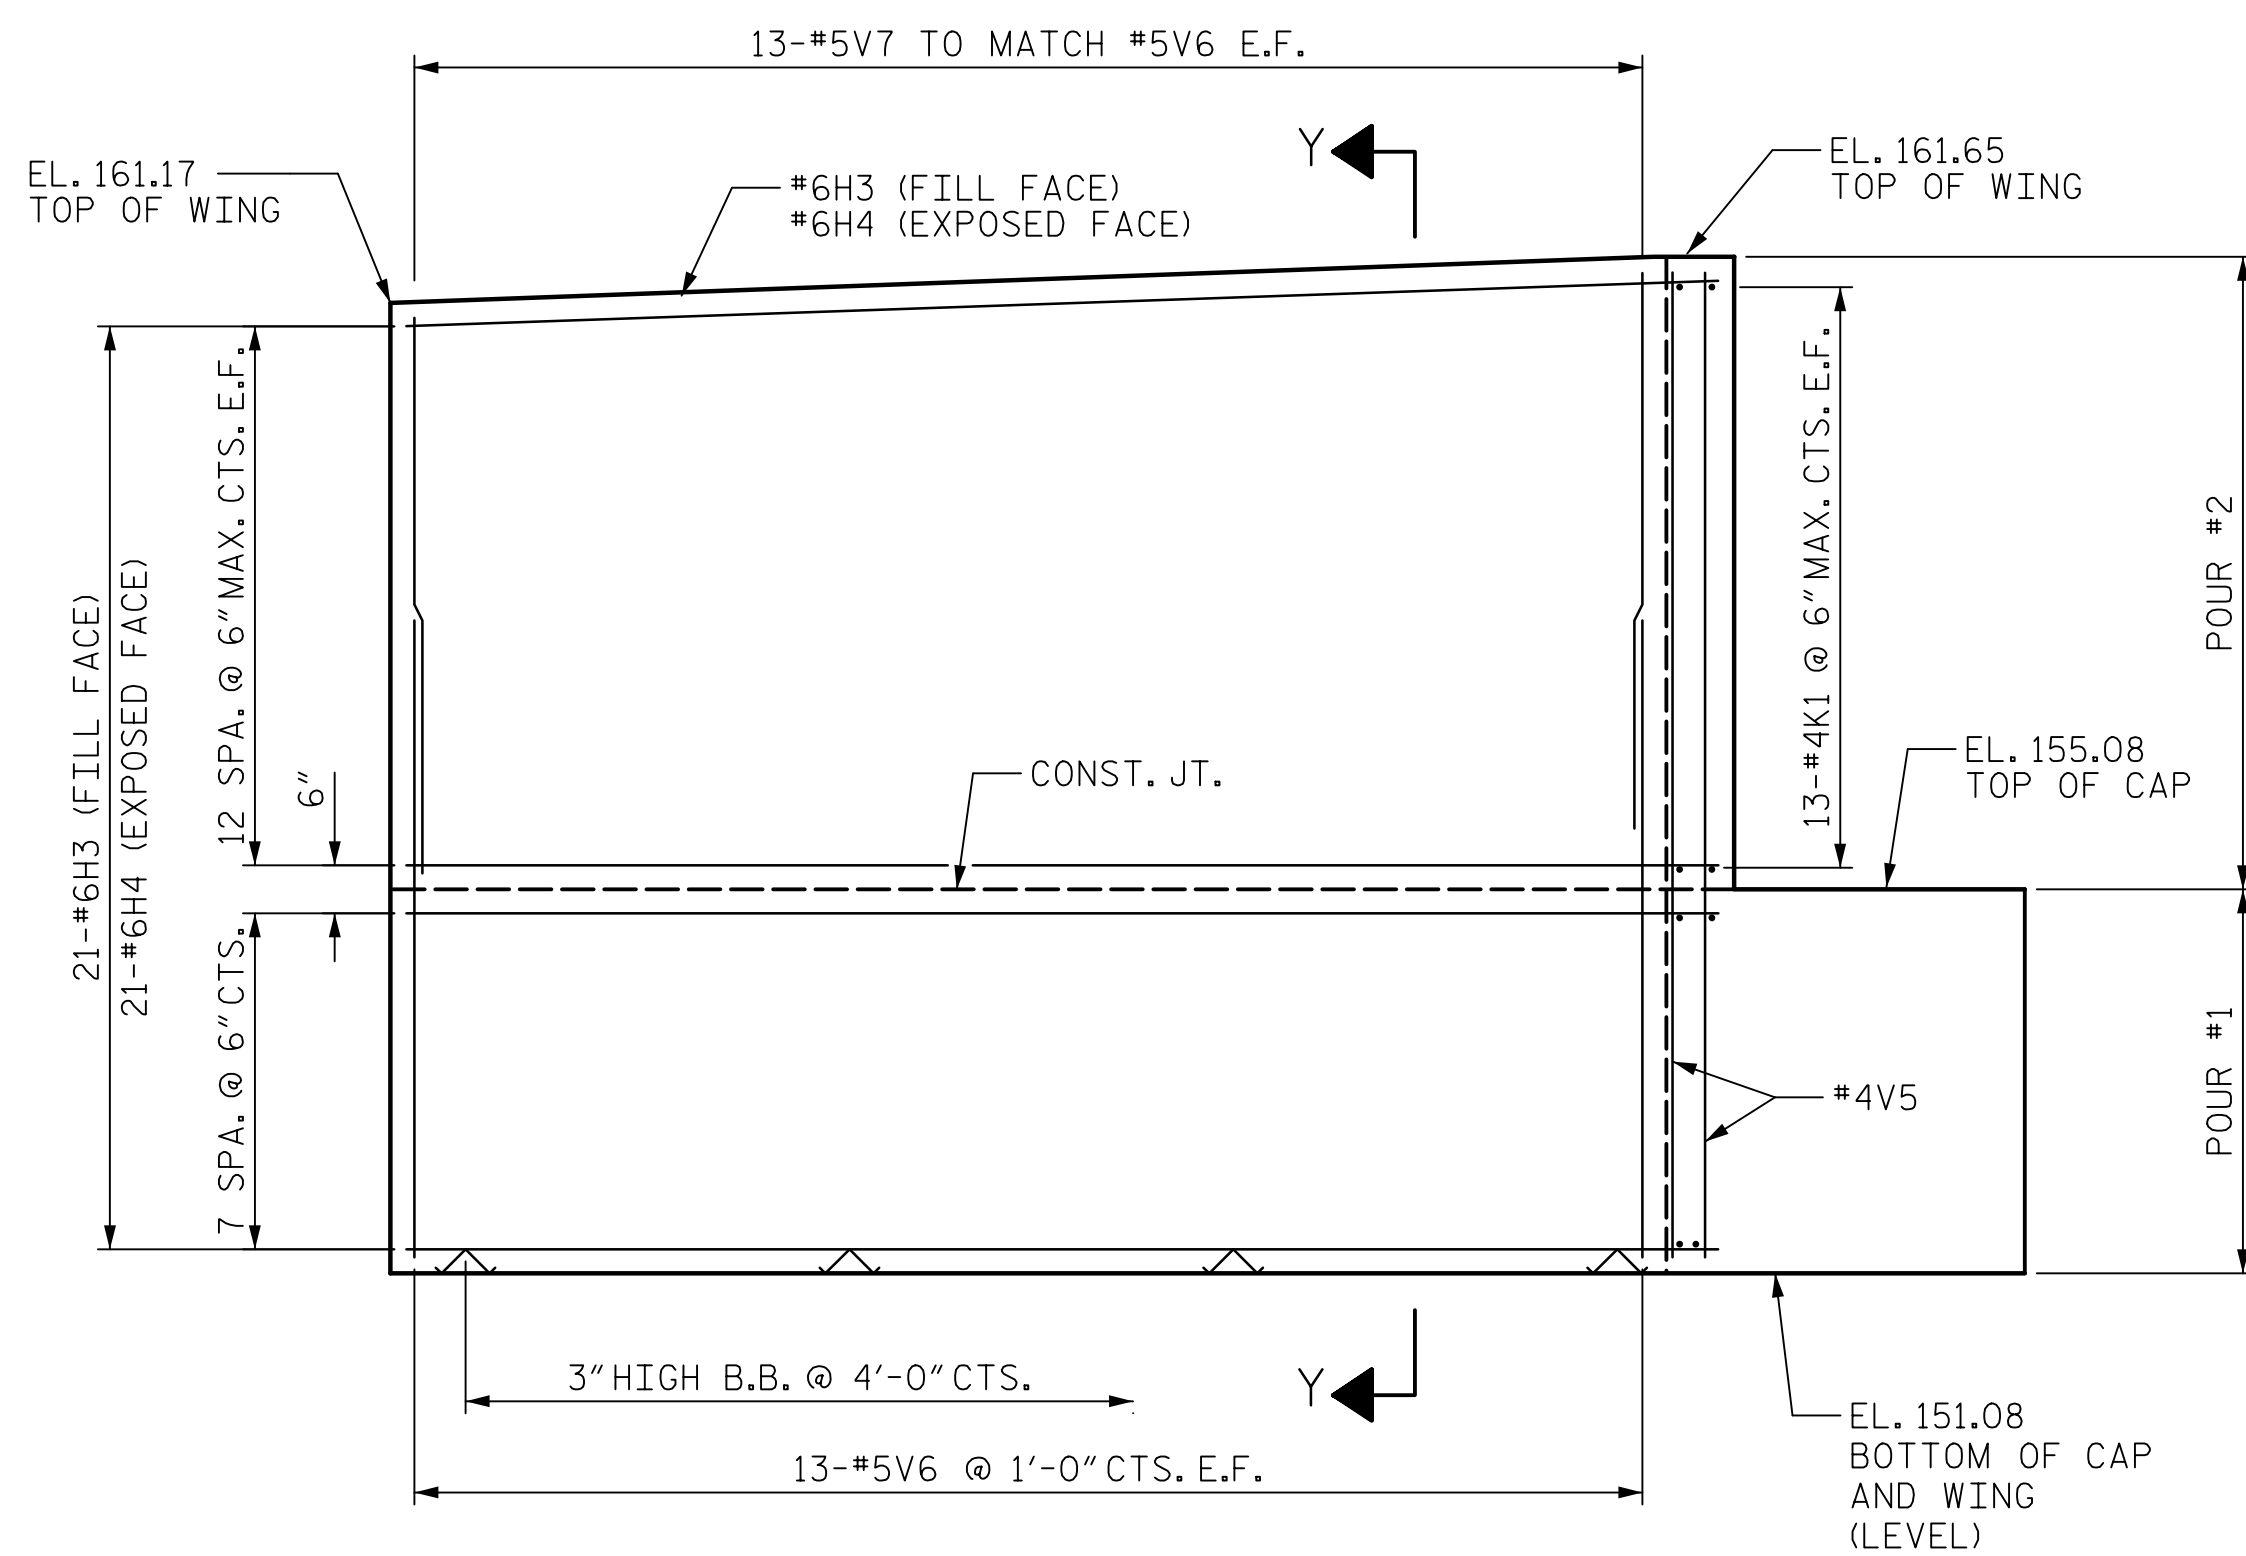 13-#5V7 TO MATCH #5V6 E.F.
Y
EL. 161.17
TOP OF WING
#6H3 (FILL FACE)
#6H4 (EXPOSED FACE)
EL. 161.65
TOP OF WING
21-#6H3 (FILL FACE)
21-#6H4 (EXPOSED FACE)
12 SPA. @ 6" MAX. CTS. E.F.
6"
7 SPA. @ 6" CTS.
CONST. JT.
13-#4K1 @ 6" MAX. CTS. E.F.
EL. 155.08
TOP OF CAP
POUR #2
POUR #1
#4V5
3" HIGH B.B. @ 4'-0" CTS.
Y
13-#5V6 @ 1'-0" CTS. E.F.
EL. 151.08
BOTTOM OF CAP
AND WING
(LEVEL)